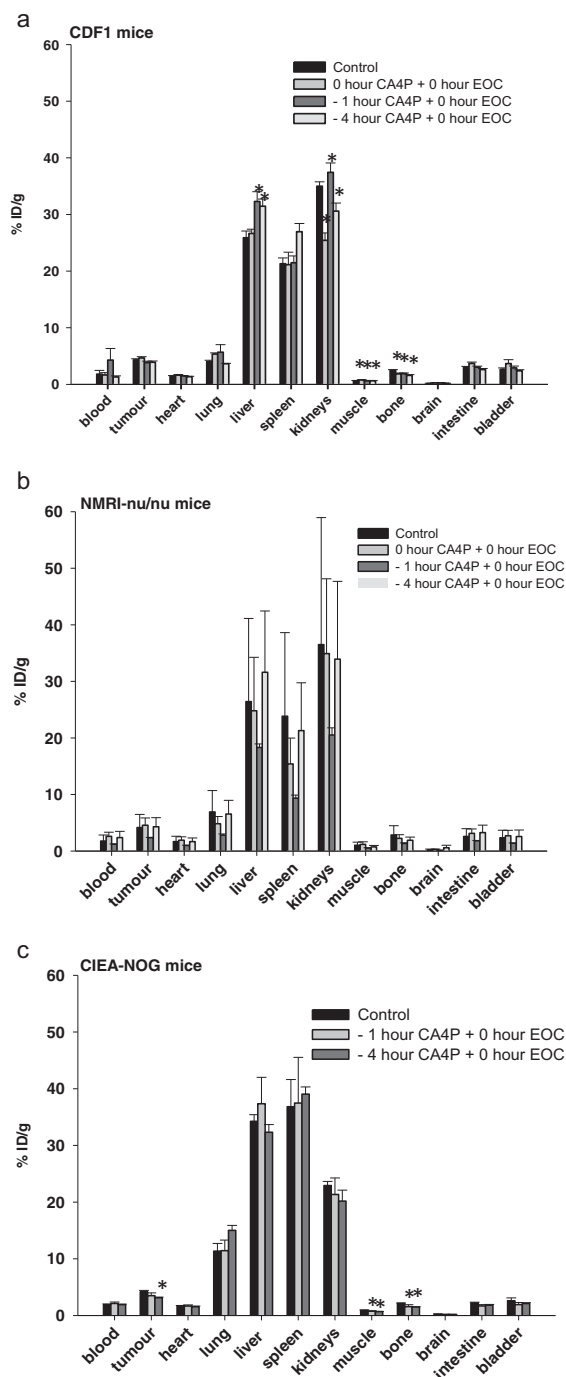 a
CDF1 mice
60
50
40
30
20
10
0
% ID/g
Control
0 hour CA4P + 0 hour EOC
- 1 hour CA4P + 0 hour EOC
- 4 hour CA4P + 0 hour EOC
* * * * *
*** ***
blood tumour heart lung liver spleen kidneys muscle bone brain intestine bladder
b
NMRI-nu/nu mice
60
50
40
30
20
10
0
% ID/g
Control
0 hour CA4P + 0 hour EOC
- 1 hour CA4P + 0 hour EOC
- 4 hour CA4P + 0 hour EOC
blood tumour heart lung liver spleen kidneys muscle bone brain intestine bladder
c
CIEA-NOG mice
60
50
40
30
20
10
0
% ID/g
Control
- 1 hour CA4P + 0 hour EOC
- 4 hour CA4P + 0 hour EOC
* ** **
blood tumour heart lung liver spleen kidneys muscle bone brain intestine bladder